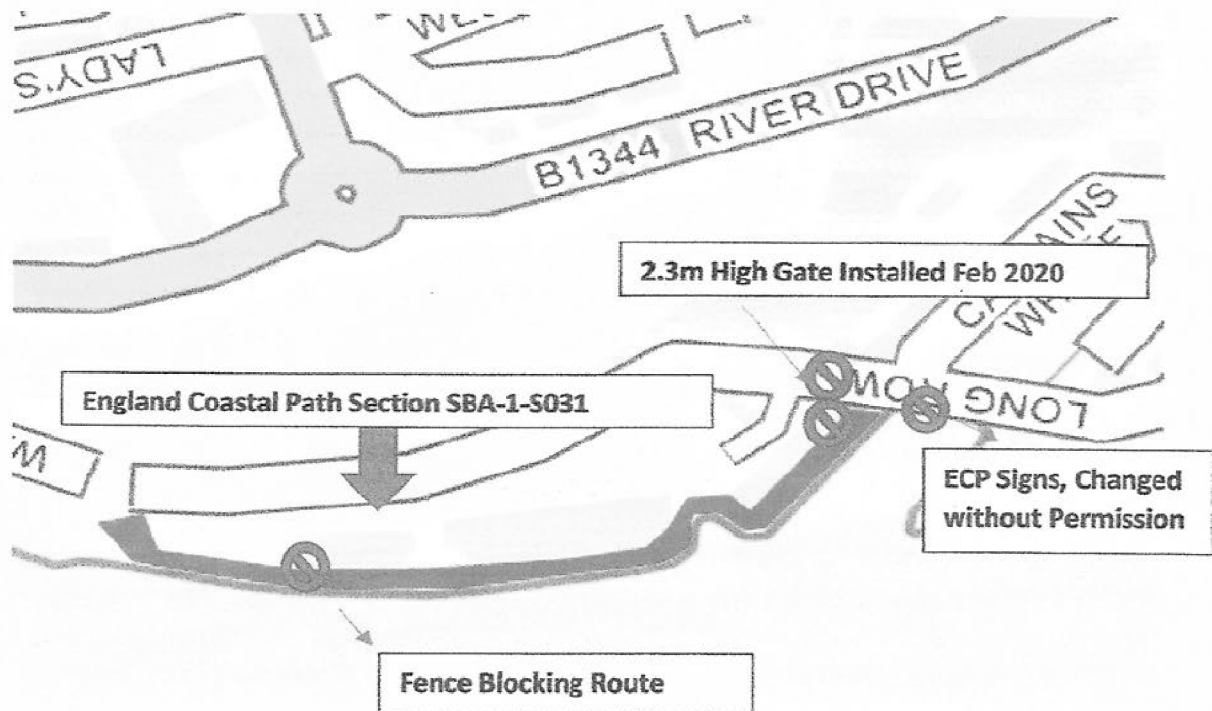 LADY'S
WE
B1344 RIVER DRIVE
2.3m High Gate Installed Feb 2020
England Coastal Path Section SBA-1-S031
LONG ROW
ECP Signs, Changed
without Permission
Fence Blocking Route